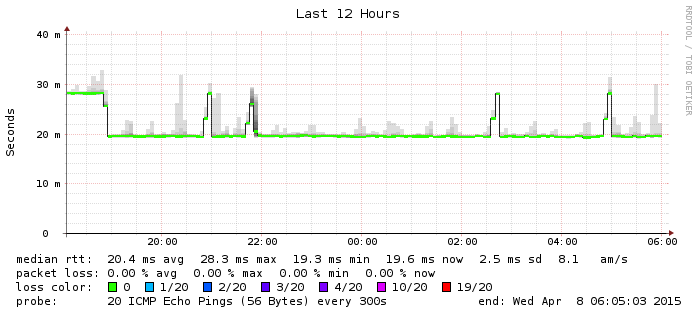 Last 12 Hours
RRDTOOL / TOBI OETIKER
Seconds
40 m
30 m
20 m
10 m
0
20:00 22:00 00:00 02:00 04:00 06:00
median rtt: 20.4 ms avg 28.3 ms max 19.3 ms min 19.6 ms now 2.5 ms sd 8.1 am/s
packet loss: 0.00 % avg 0.00 % max 0.00 % min 0.00 % now
loss color: 0 1/20 2/20 3/20 4/20 10/20 19/20
probe: 20 ICMP Echo Pings (56 Bytes) every 300s end: Wed Apr 8 06:05:03 2015